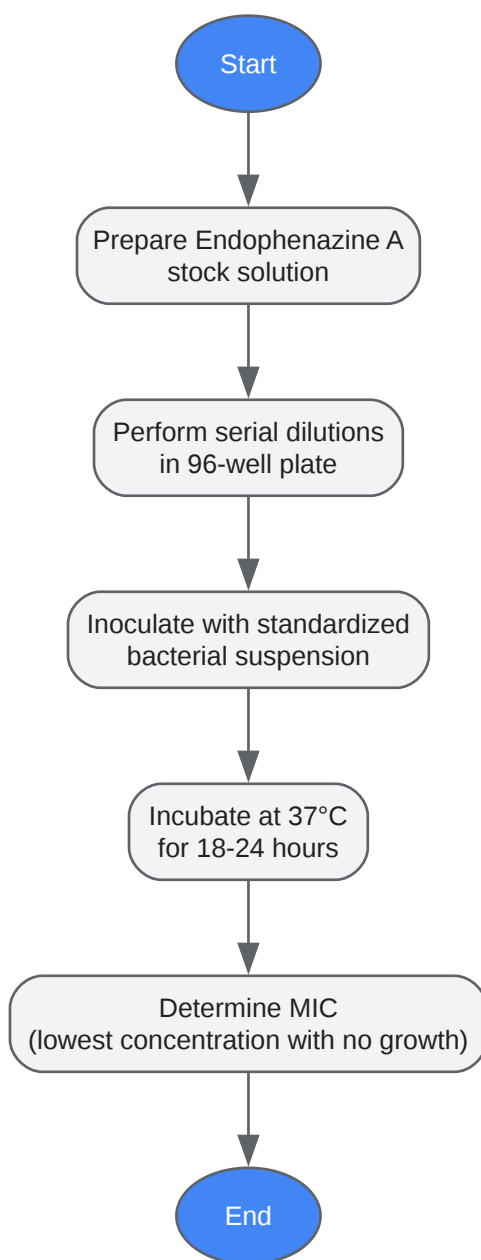 Start
Prepare Endophenazine A
stock solution
Perform serial dilutions
in 96-well plate
Inoculate with standardized
bacterial suspension
Incubate at 37°C
for 18-24 hours
Determine MIC
(lowest concentration with no growth)
End